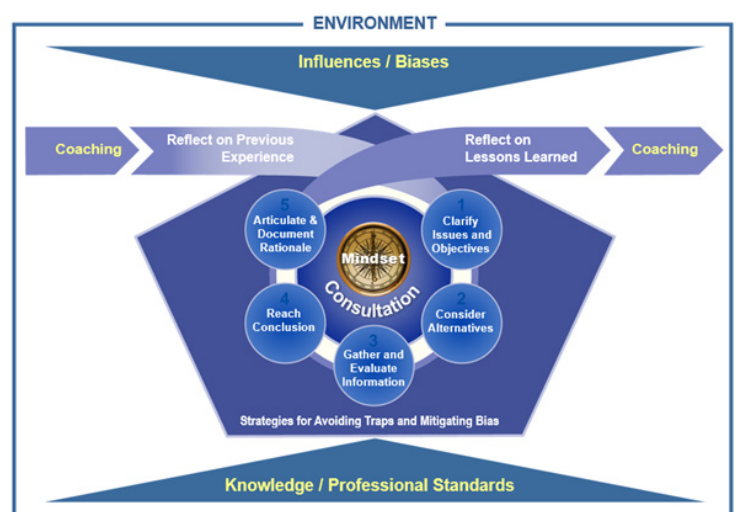 ENVIRONMENT
Influences / Biases
Coaching
Reflect on Previous
Experience
Reflect on
Lessons Learned
Coaching
5
Articulate &
Document
Rationale
1
Clarify
Issues and
Objectives
Mindset
Consultation
4
Reach
Conclusion
2
Consider
Alternatives
3
Gather and
Evaluate
Information
Strategies for Avoiding Traps and Mitigating Bias
Knowledge / Professional Standards